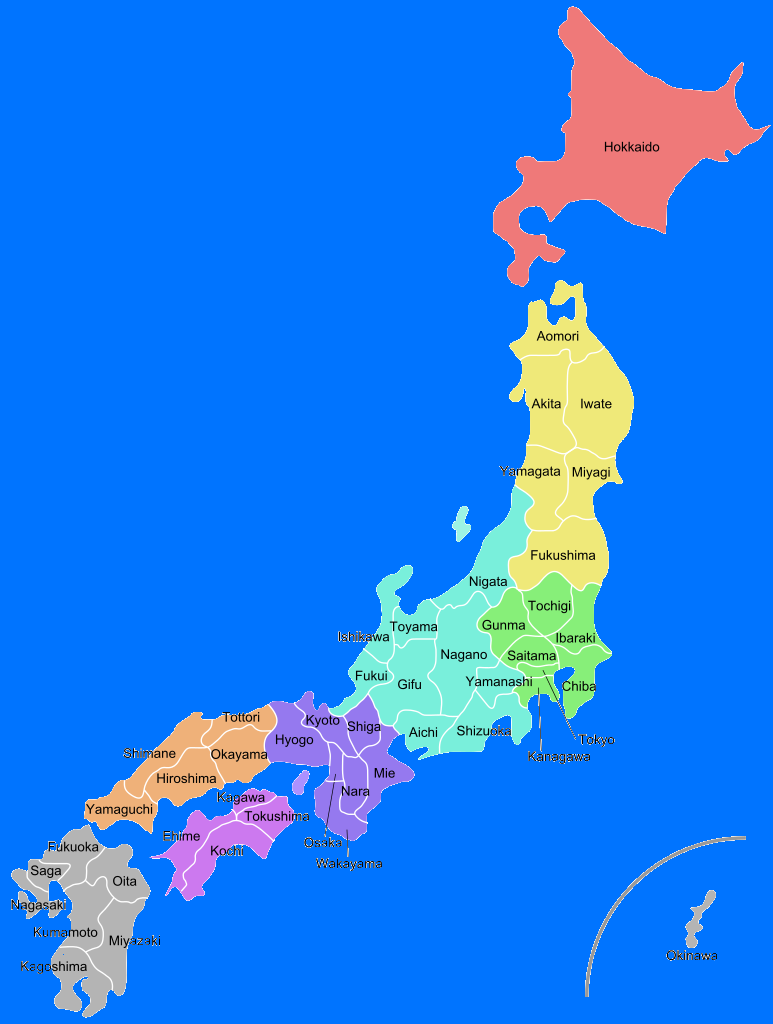 Hokkaido
Aomori
Akita
Iwate
Yamagata
Miyagi
Fukushima
Nigata
Tochigi
Gunma
Toyama
Ishikawa
Ibaraki
Nagano
Saitama
Fukui
Gifu
Yamanashi
Chiba
Tottori
Kyoto
Shiga
Aichi
Shizuoka
Tokyo
Hyogo
Shimane
Okayama
Kanagawa
Mie
Hiroshima
Nara
Kagawa
Yamaguchi
Tokushima
Ehime
Osaka
Fukuoka
Kochi
Wakayama
Saga
Oita
Nagasaki
Kumamoto
Miyazaki
Okinawa
Kagoshima